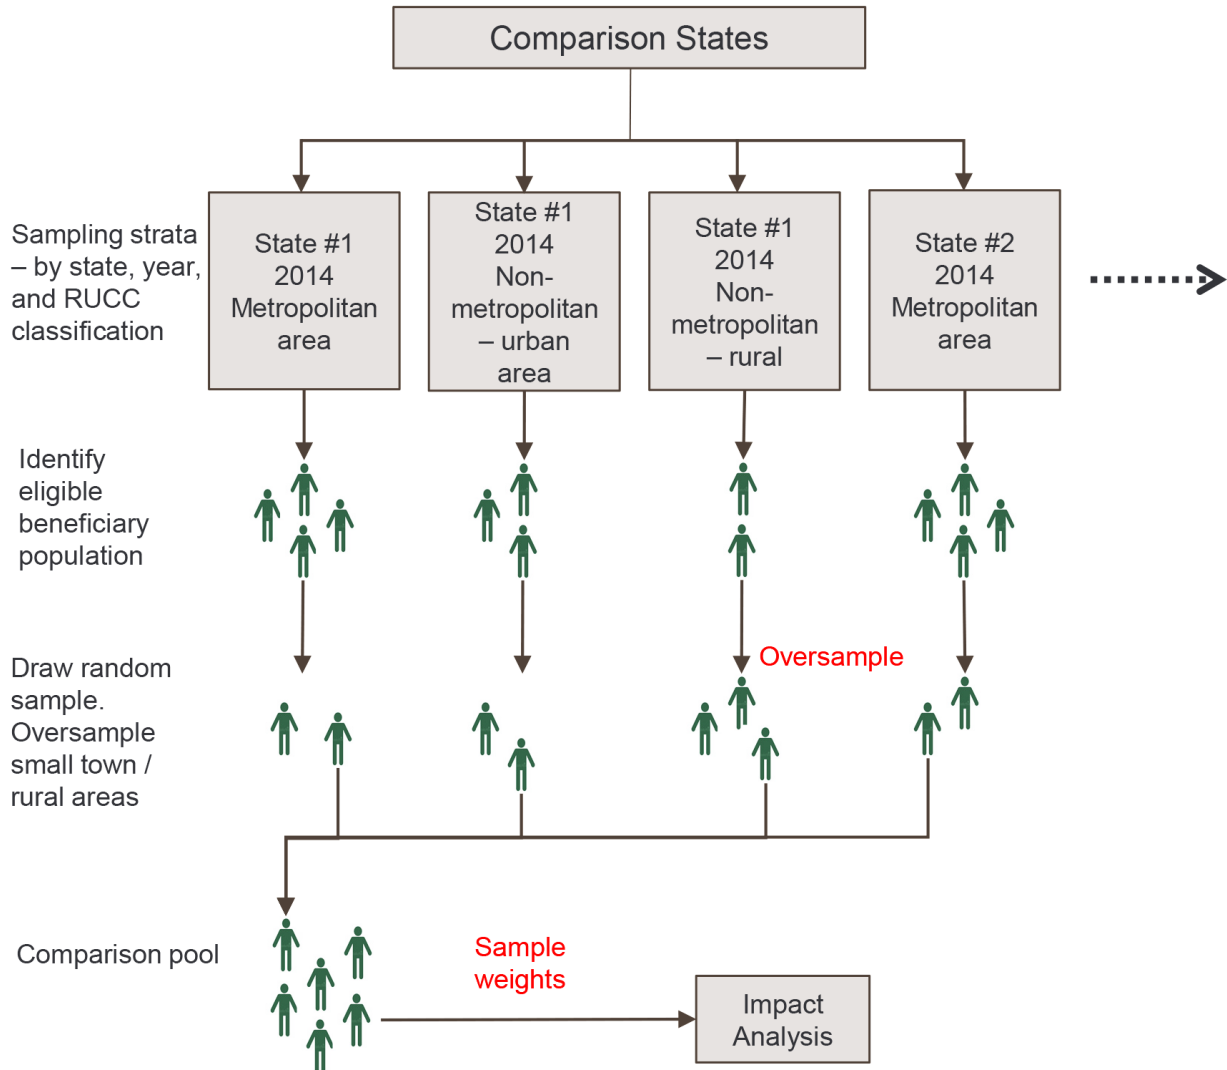 Comparison States
Sampling strata
– by state, year,
and RUCC
classification
State #1
2014
Metropolitan
area
State #1
2014
Non-
metropolitan
– urban
area
State #1
2014
Non-
metropolitan
– rural
State #2
2014
Metropolitan
area
Identify
eligible
beneficiary
population
Draw random
sample.
Oversample
small town /
rural areas
Oversample
Comparison pool
Sample
weights
Impact
Analysis